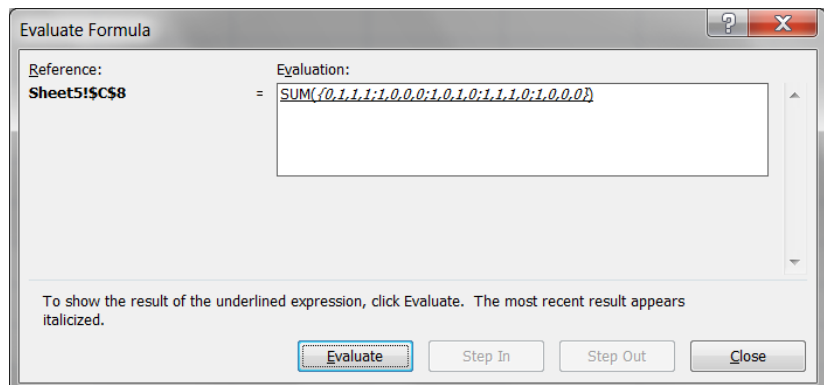 Evaluate Formula
Reference:
Evaluation:
Sheet5!$C$8
=
SUM({0,1,1,1;1,0,0,0;1,0,1,0;1,1,1,0;1,0,0,0})
To show the result of the underlined expression, click Evaluate. The most recent result appears
italicized.
Evaluate
Step In
Step Out
Close